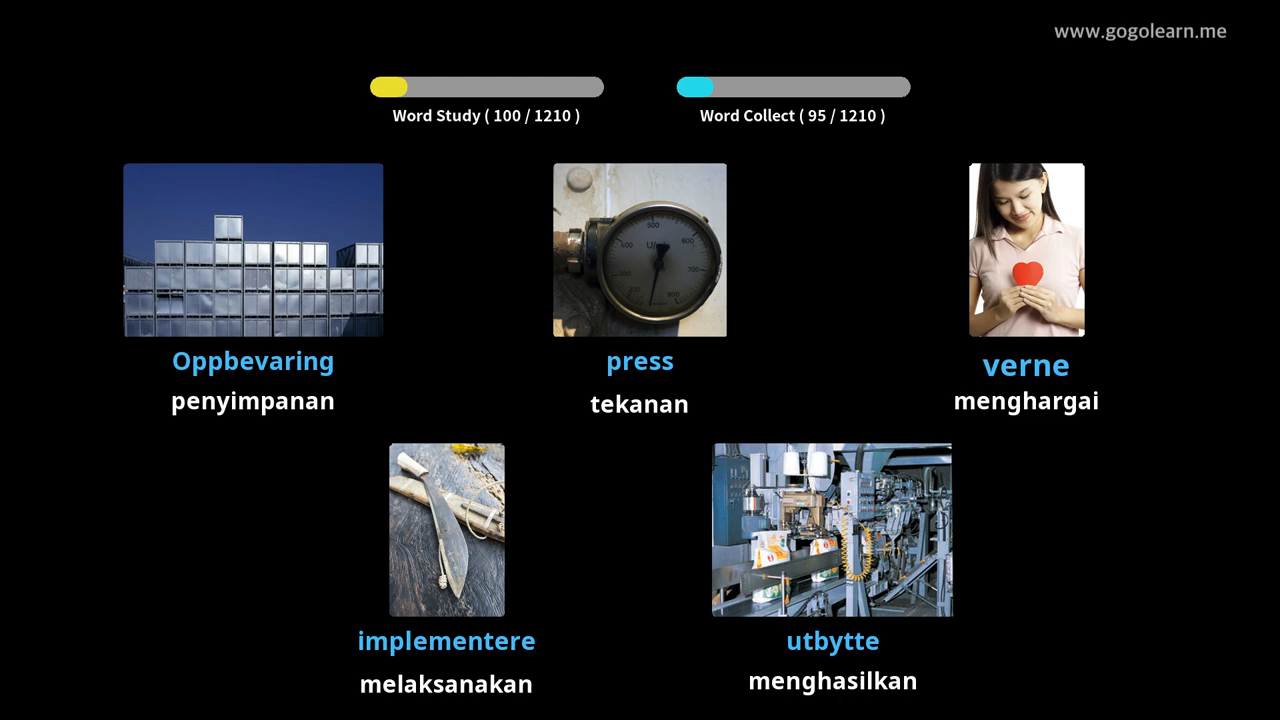 www.gogolearn.me
Word Study ( 100 / 1210 )
Word Collect ( 95 / 1210 )
Oppbevaring
press
verne
penyimpanan
tekanan
menghargai
implementere
utbytte
melaksanakan
menghasilkan